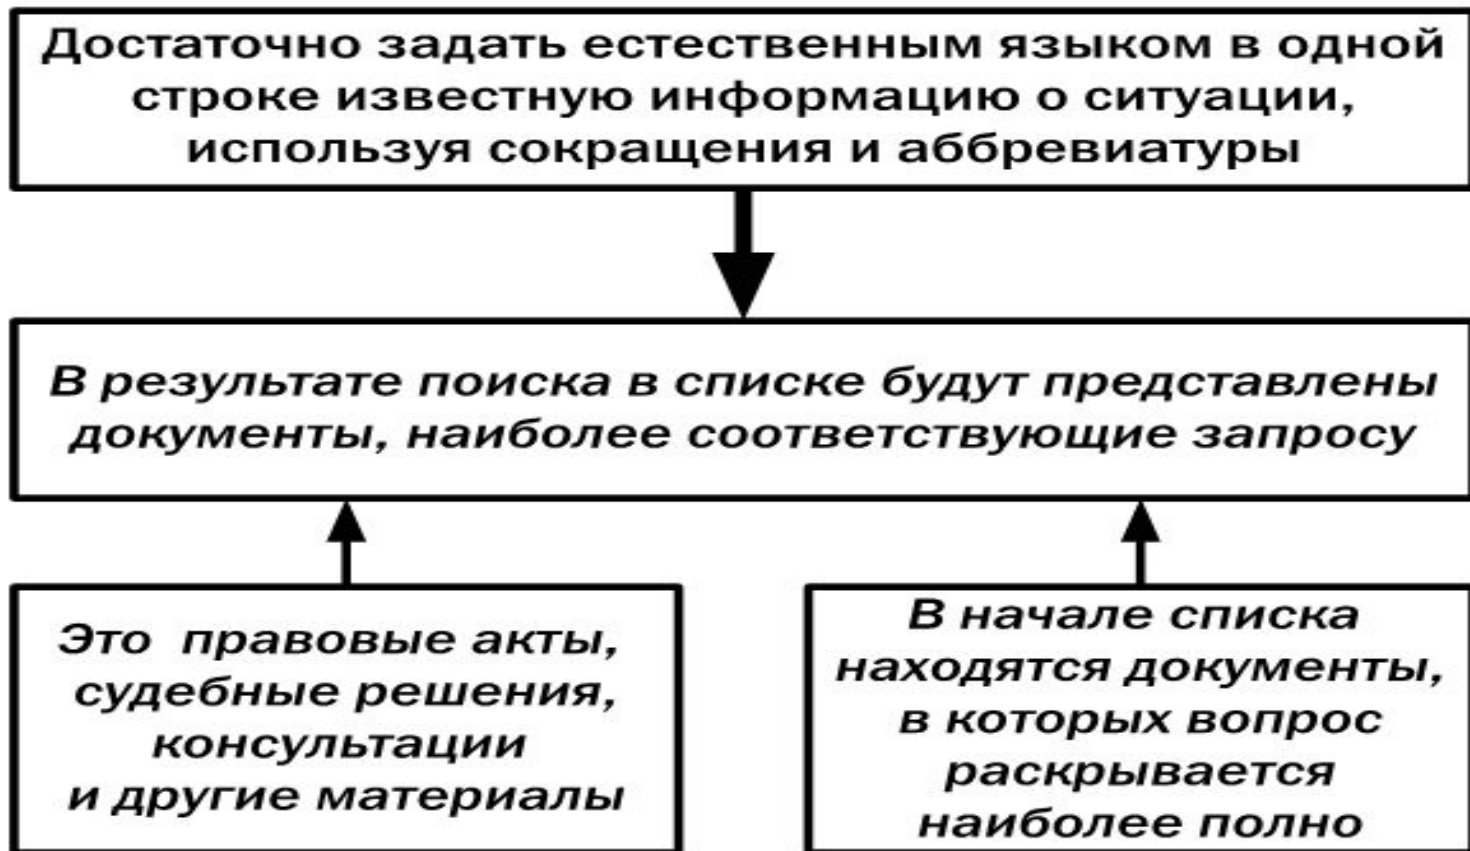 Достаточно задать естественным языком в одной
строке известную информацию о ситуации,
используя сокращения и аббревиатуры
В результате поиска в списке будут представлены
документы, наиболее соответствующие запросу
Это правовые акты,
судебные решения,
консультации
и другие материалы
В начале списка
находятся документы,
в которых вопрос
раскрывается
наиболее полно